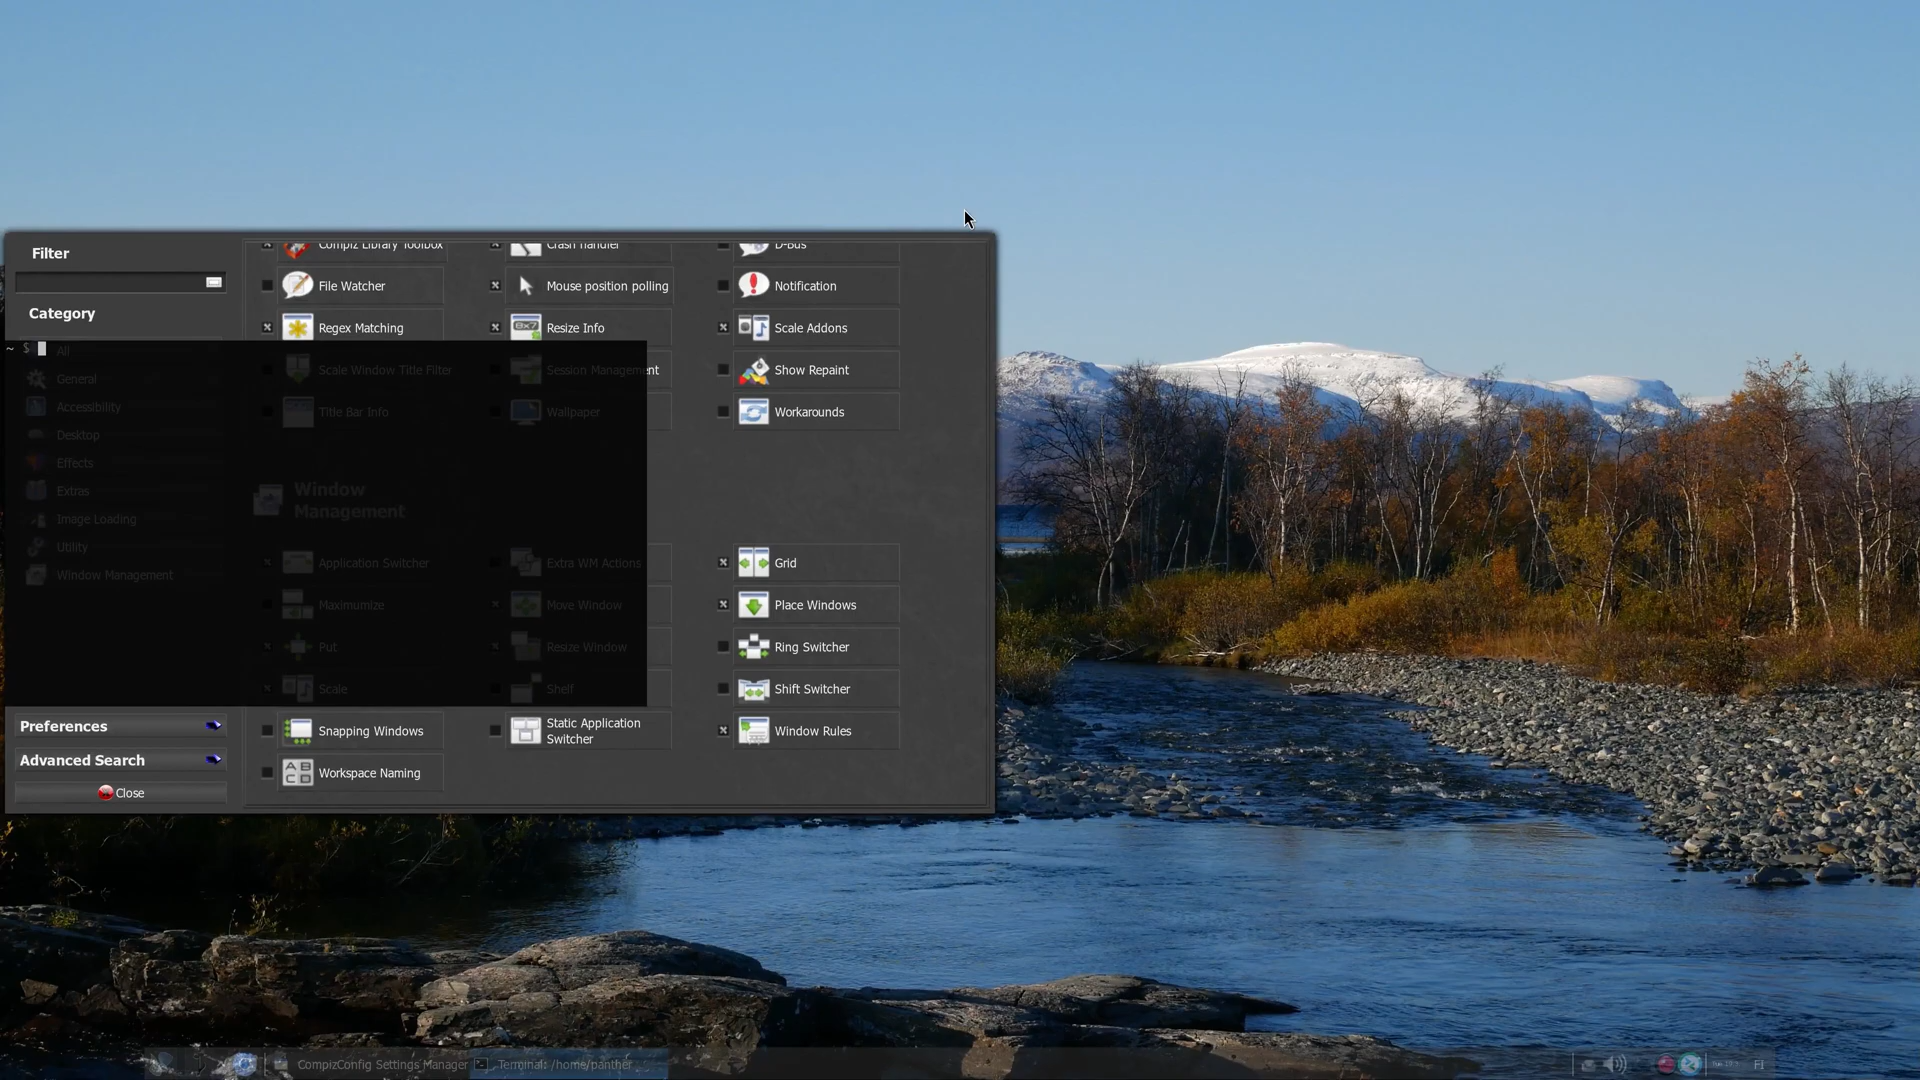 Filter
Category
~ $
All
General
Accessibility
Desktop
Effects
Extras
Image Loading
Utility
Window Management
Preferences
Advanced Search
Close
Compiz Library Toolbox
Crash handler
D-Bus
File Watcher
Mouse position polling
Notification
Regex Matching
Resize Info
Scale Addons
Scale Window Title Filter
Session Management
Show Repaint
Title Bar Info
Wallpaper
Workarounds
Window
Management
Application Switcher
Extra WM Actions
Grid
Maximumize
Move Window
Place Windows
Put
Resize Window
Ring Switcher
Scale
Shelf
Shift Switcher
Snapping Windows
Static Application
Switcher
Window Rules
Workspace Naming
CompizConfig Settings Manager
Terminal: /home/panther
FI